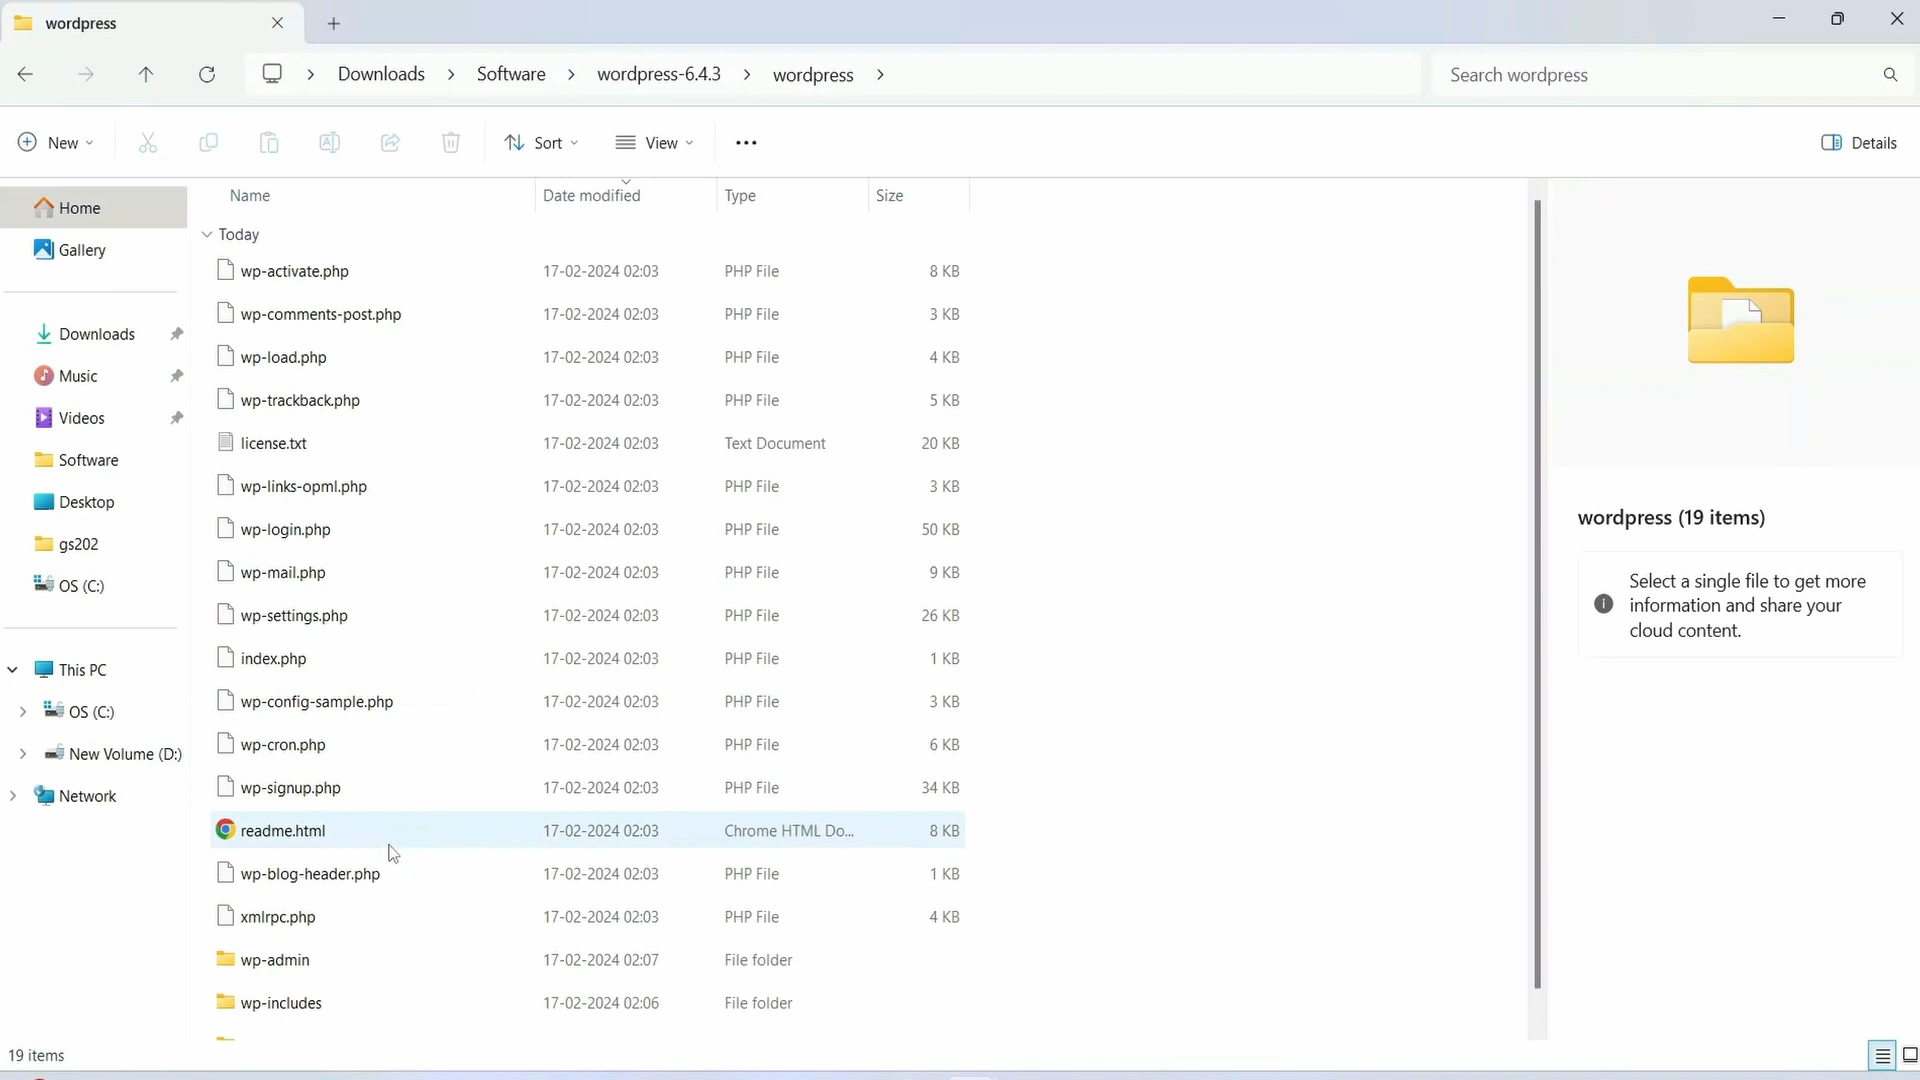 wordpress
Downloads > Software > wordpress-6.4.3 > wordpress >
Search wordpress
New
Sort
View
Details
Home
Gallery
Downloads
Music
Videos
Software
Desktop
gs202
OS (C:)
This PC
OS (C:)
New Volume (D:)
Network
Name Date modified Type Size
Today
wp-activate.php 17-02-2024 02:03 PHP File 8 KB
wp-comments-post.php 17-02-2024 02:03 PHP File 3 KB
wp-load.php 17-02-2024 02:03 PHP File 4 KB
wp-trackback.php 17-02-2024 02:03 PHP File 5 KB
license.txt 17-02-2024 02:03 Text Document 20 KB
wp-links-opml.php 17-02-2024 02:03 PHP File 3 KB
wp-login.php 17-02-2024 02:03 PHP File 50 KB
wp-mail.php 17-02-2024 02:03 PHP File 9 KB
wp-settings.php 17-02-2024 02:03 PHP File 26 KB
index.php 17-02-2024 02:03 PHP File 1 KB
wp-config-sample.php 17-02-2024 02:03 PHP File 3 KB
wp-cron.php 17-02-2024 02:03 PHP File 6 KB
wp-signup.php 17-02-2024 02:03 PHP File 34 KB
readme.html 17-02-2024 02:03 Chrome HTML Do... 8 KB
wp-blog-header.php 17-02-2024 02:03 PHP File 1 KB
xmlrpc.php 17-02-2024 02:03 PHP File 4 KB
wp-admin 17-02-2024 02:07 File folder
wp-includes 17-02-2024 02:06 File folder
wordpress (19 items)
Select a single file to get more
information and share your
cloud content.
19 items